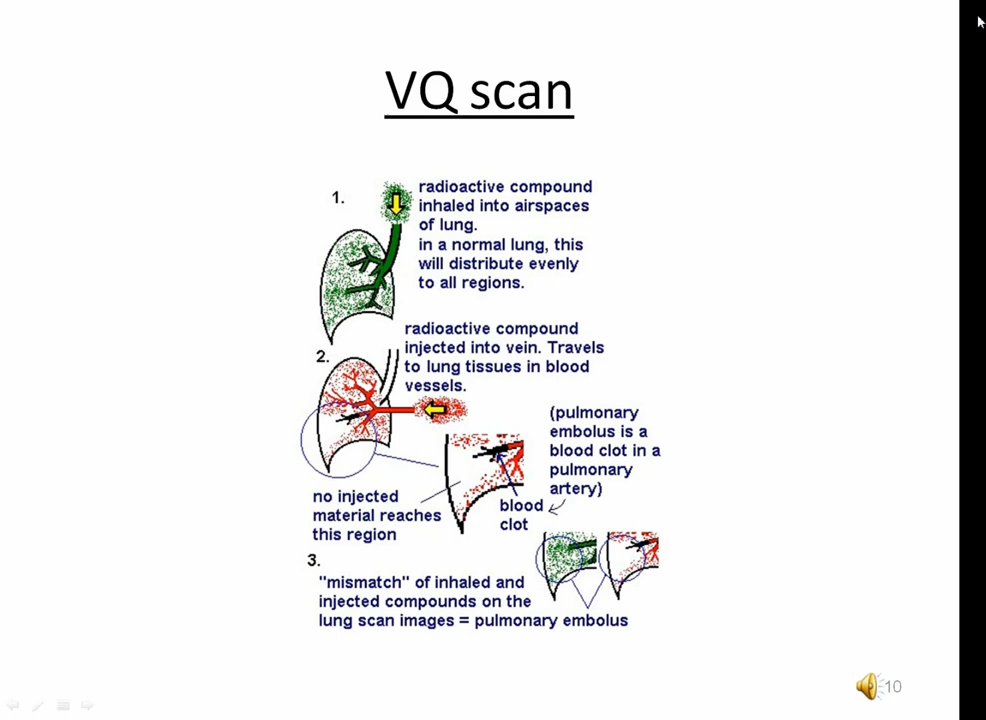 VQ scan
1.
radioactive compound
inhaled into airspaces
of lung.
in a normal lung, this
will distribute evenly
to all regions.
2.
radioactive compound
injected into vein. Travels
to lung tissues in blood
vessels.
(pulmonary
embolus is a
blood clot in a
pulmonary
artery)
no injected
material reaches
this region
blood
clot
3.
"mismatch" of inhaled and
injected compounds on the
lung scan images = pulmonary embolus
10